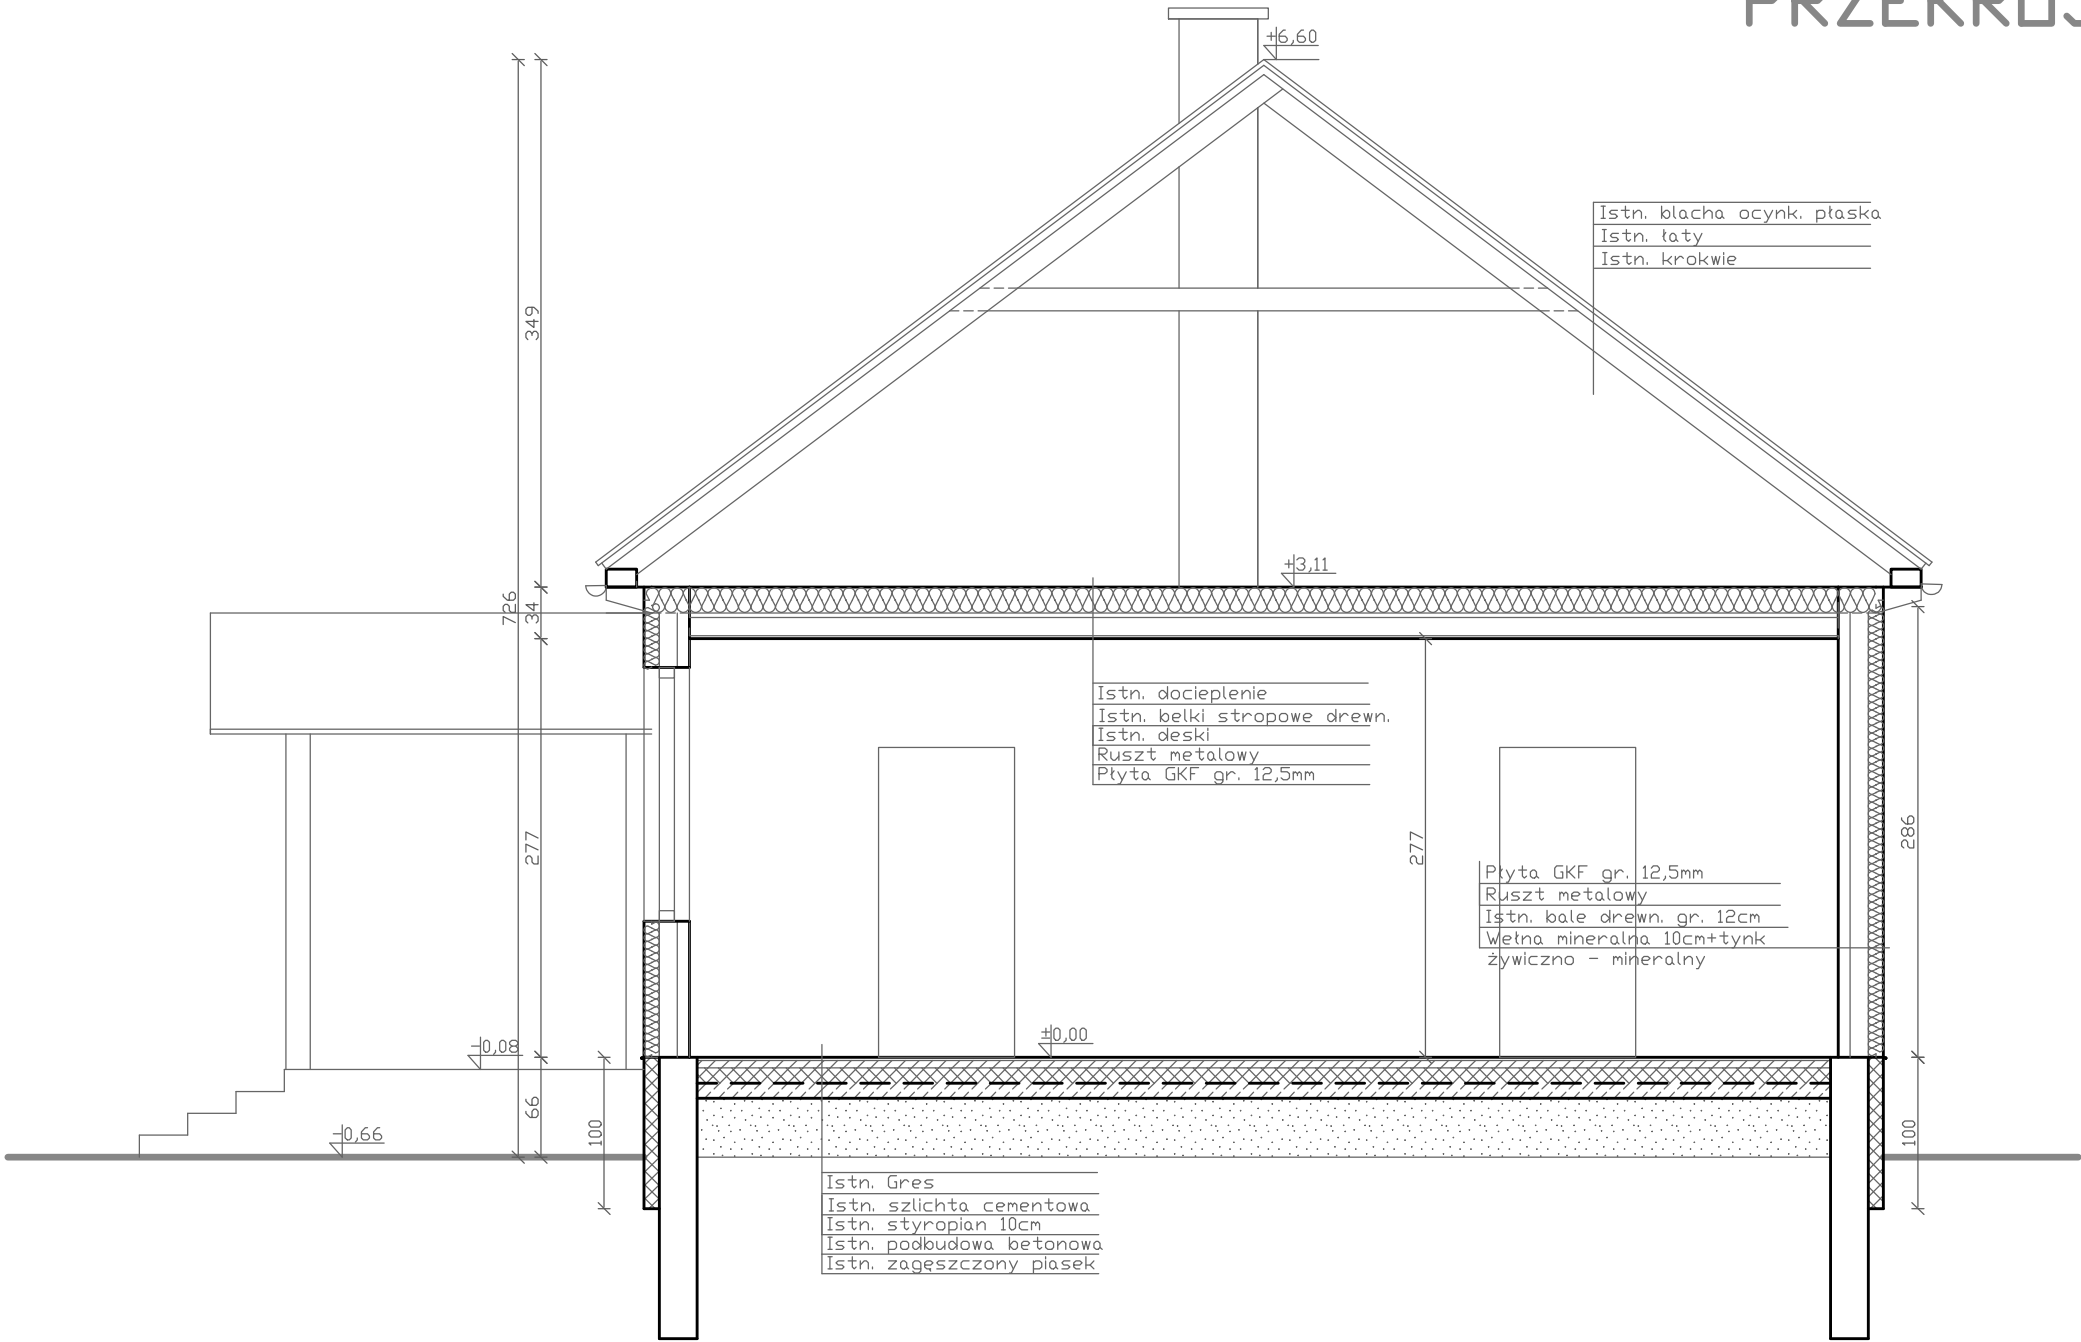 +6,60
Istn. blacha ocynk. płaska
Istn. łaty
Istn. krokwie
349
+3,11
726
34
Istn. docieplenie
Istn. belki stropowe drewn.
Istn. deski
Ruszt metalowy
Płyta GKF gr. 12,5mm
277
277
286
Płyta GKF gr. 12,5mm
Ruszt metalowy
Istn. bale drewn. gr. 12cm
Wełna mineralna 10cm+tynk
żywiczno - mineralny
±0,00
-0,08
66
100
100
-0,66
Istn. Gres
Istn. szlichta cementowa
Istn. styropian 10cm
Istn. podbudowa betonowa
Istn. zagęszczony piasek